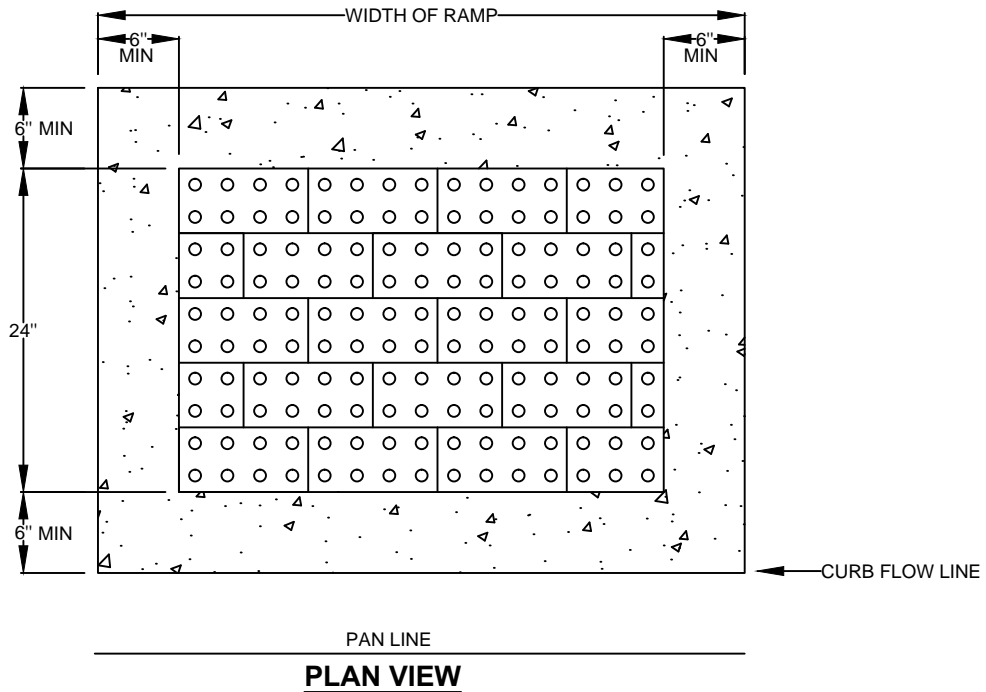 WIDTH OF RAMP
6"
MIN
6"
MIN
6" MIN
24"
6" MIN
CURB FLOW LINE
PAN LINE
PLAN VIEW